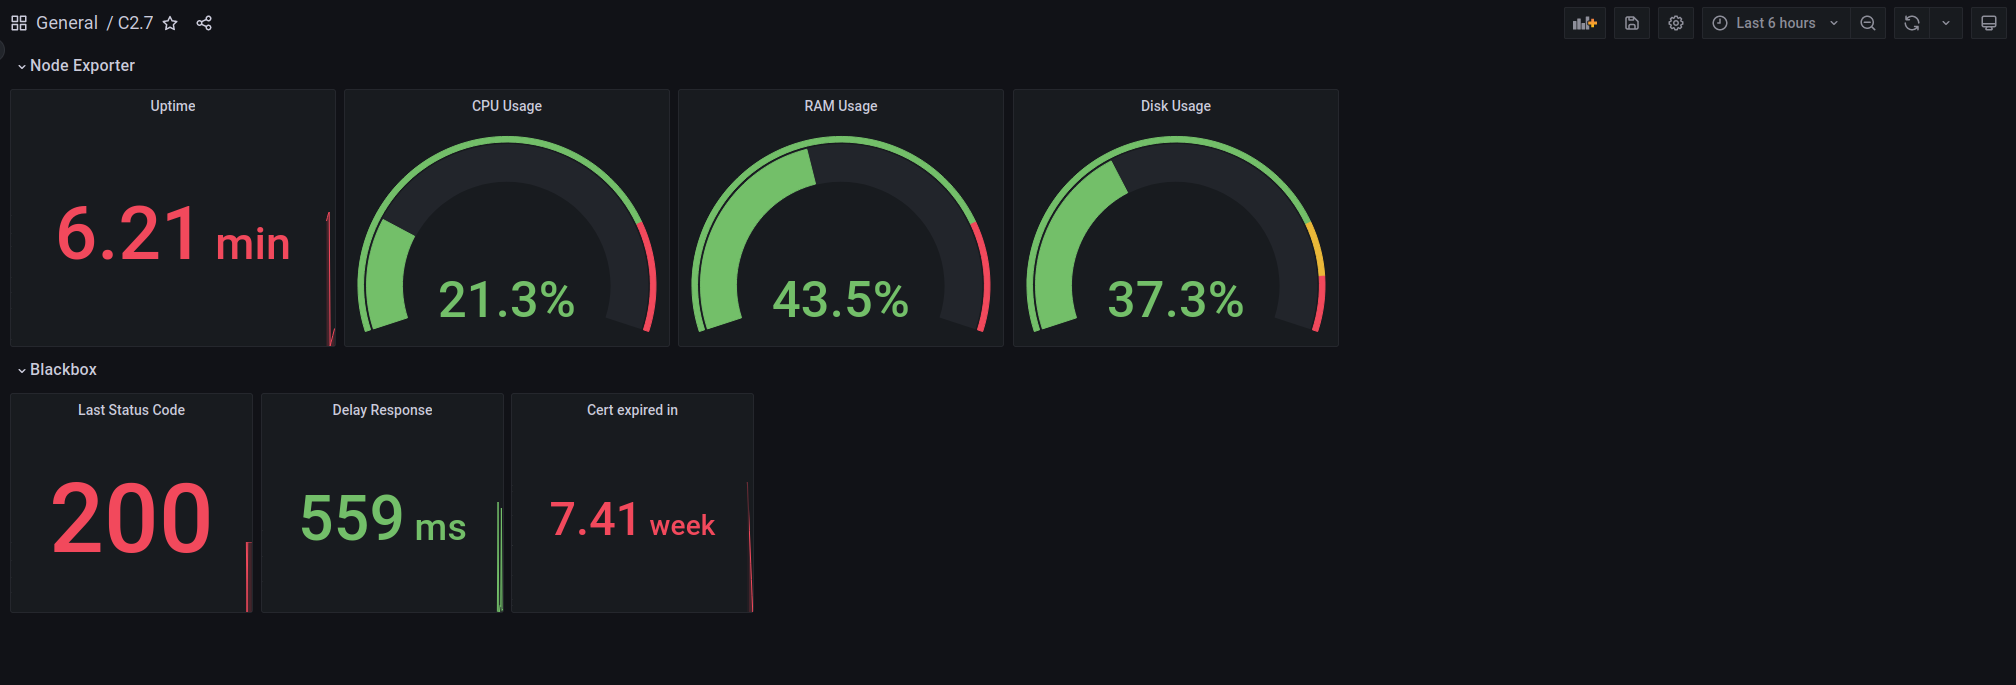 General / C2.7
Last 6 hours
Node Exporter
Uptime
6.21 min
CPU Usage
21.3%
RAM Usage
43.5%
Disk Usage
37.3%
Blackbox
Last Status Code
200
Delay Response
559 ms
Cert expired in
7.41 week